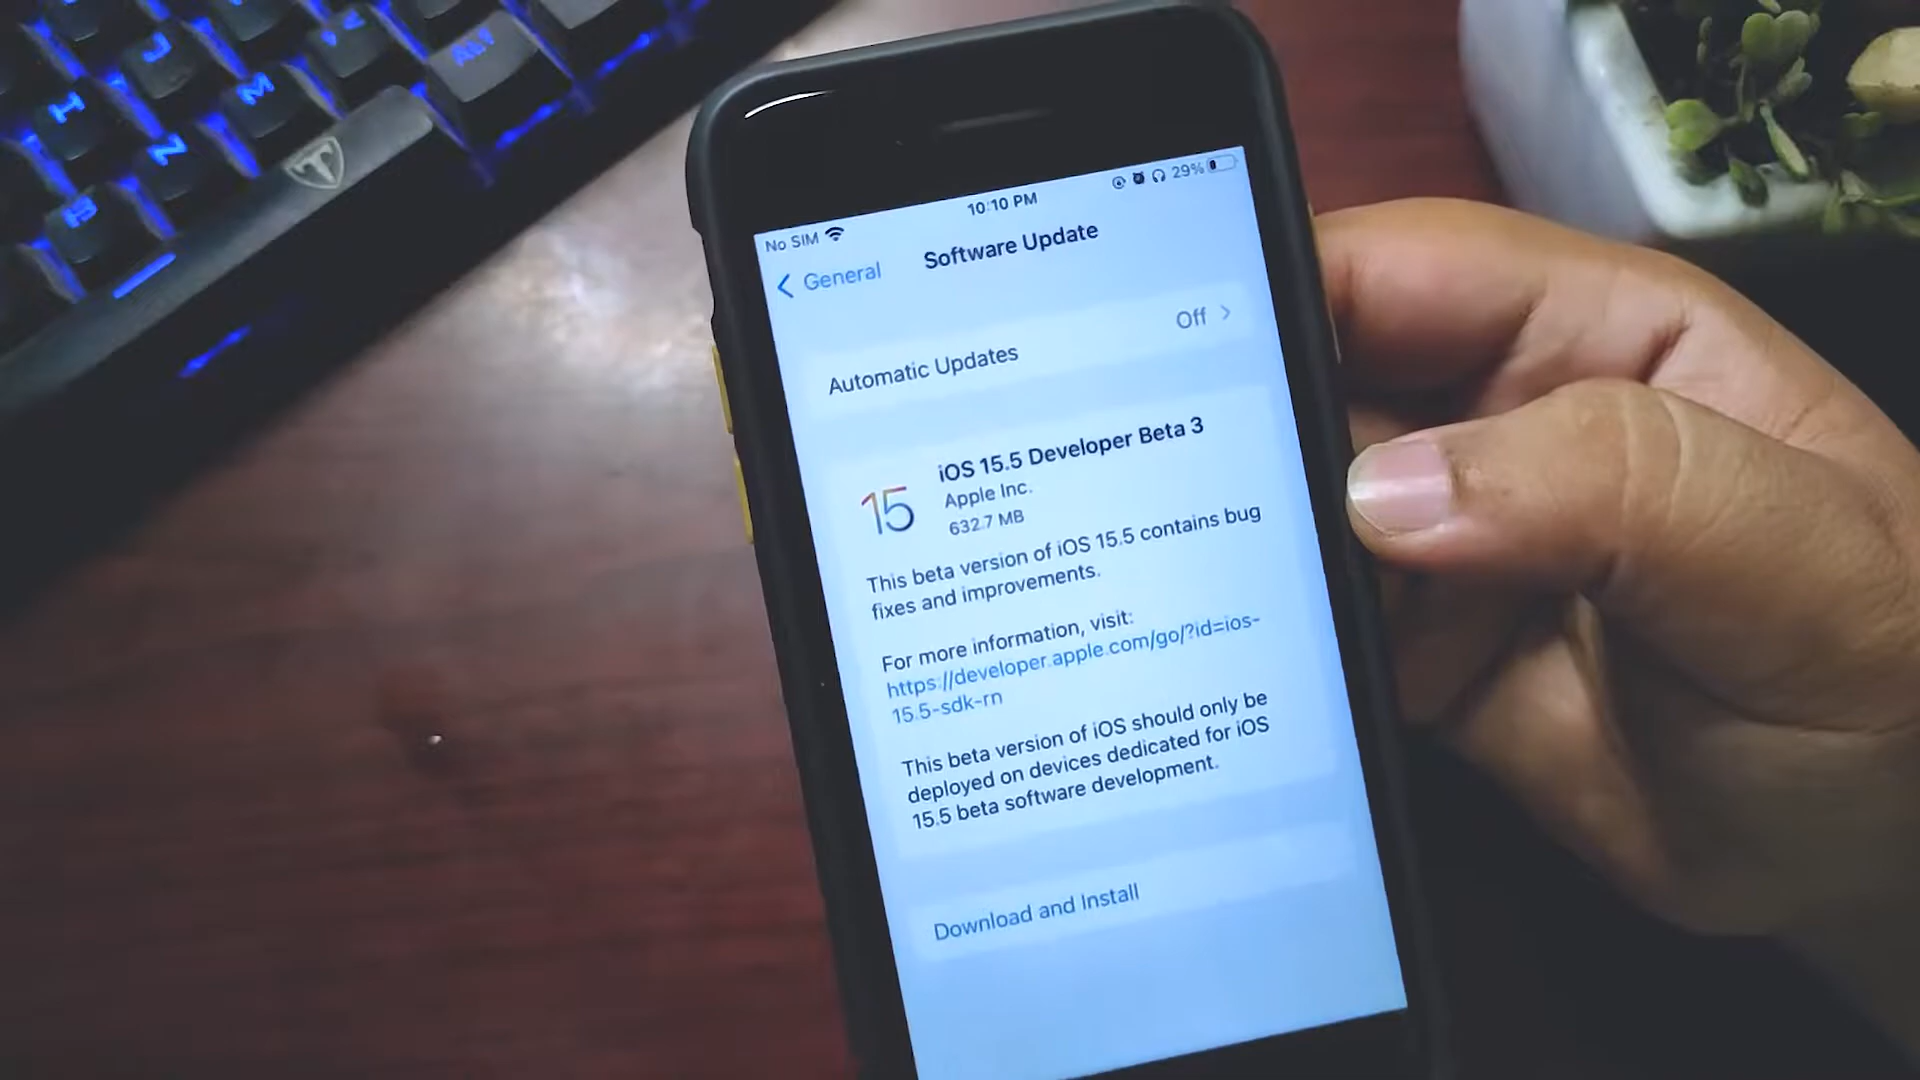 ALT
M
N
H
B
No SIM
10:10 PM
29%
General
Software Update
Automatic Updates
Off
15
iOS 15.5 Developer Beta 3
Apple Inc.
632.7 MB
This beta version of iOS 15.5 contains bug
fixes and improvements.
For more information, visit:
https://developer.apple.com/go/?id=ios-
15.5-sdk-rn
This beta version of iOS should only be
deployed on devices dedicated for iOS
15.5 beta software development.
Download and Install